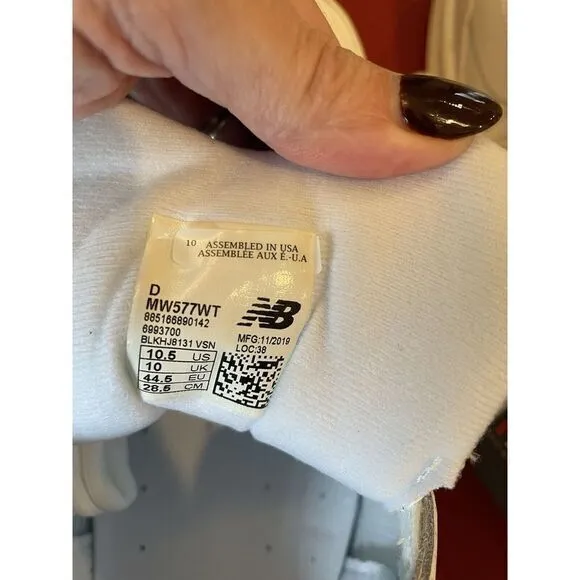 10 ASSEMBLED IN USA
ASSEMBLÉE AUX É.-U.A
D
MW577WT
885166890142
6993700
BLKHJ8131 VSN
10.5 US
10 UK
44.5 EU
28.5 CM
NB
MFG:11/2019
LOC:38